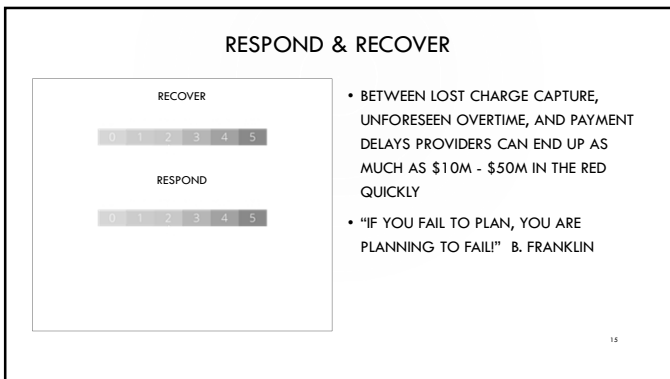 RESPOND & RECOVER
RECOVER
0 1 2 3 4 5
RESPOND
0 1 2 3 4 5
• BETWEEN LOST CHARGE CAPTURE,
UNFORESEEN OVERTIME, AND PAYMENT
DELAYS PROVIDERS CAN END UP AS
MUCH AS $10M - $50M IN THE RED
QUICKLY
• “IF YOU FAIL TO PLAN, YOU ARE
PLANNING TO FAIL!” B. FRANKLIN
15